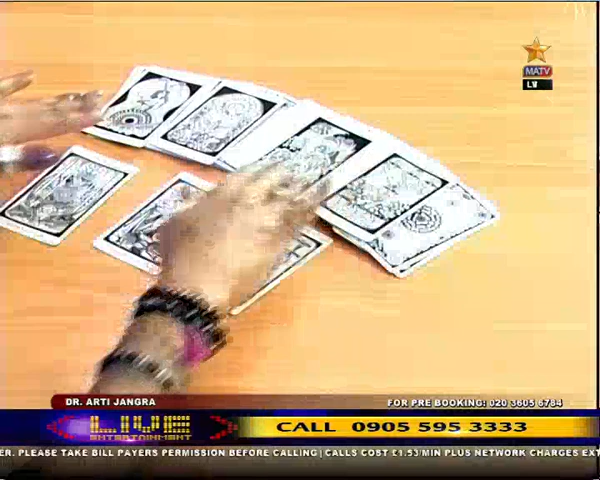 MATV
LIVE
DR. ARTI JANGRA
FOR PRE BOOKING: 020 3605 6784
LIVE
ENTERTAINMENT
CALL 0905 595 3333
ER. PLEASE TAKE BILL PAYERS PERMISSION BEFORE CALLING | CALLS COST £1.53/MIN PLUS NETWORK CHARGES EXT